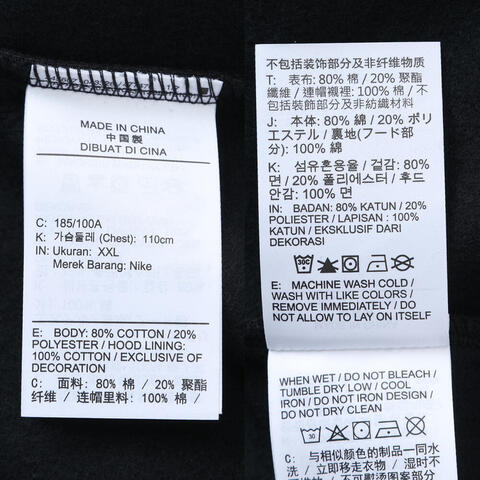 MADE IN CHINA
中国製
DIBUAT DI CINA
C: 185/100A
K: 가슴둘레 (Chest): 110cm
IN: Ukuran: XXL
Merek Barang: Nike
E: BODY: 80% COTTON / 20%
POLYESTER / HOOD LINING:
100% COTTON / EXCLUSIVE OF
DECORATION
C: 面料: 80% 棉 / 20% 聚酯
纤维 / 连帽里料: 100% 棉 /
不包括装饰部分及非纤维物质
T: 表布: 80% 棉 / 20% 聚酯
纖維 / 連帽襯裡: 100% 棉 / 不
包括裝飾部分及非紡織材料
J: 本体: 80% 綿 / 20% ポリ
エステル / 裏地(フード部
分): 100% 綿
K: 섬유혼용율 / 겉감: 80%
면 / 20% 폴리에스터 / 후드
안감: 100% 면
IN: BADAN: 80% KATUN / 20%
POLIESTER / LAPISAN : 100%
KATUN / EKSKLUSIF DARI
DEKORASI
30C
E: MACHINE WASH COLD /
WASH WITH LIKE COLORS /
REMOVE IMMEDIATELY / DO
NOT ALLOW TO LAY ON ITSELF
WHEN WET / DO NOT BLEACH /
TUMBLE DRY LOW / COOL
IRON / DO NOT IRON DESIGN /
DO NOT DRY CLEAN
30
C: 与相似颜色的制品一同水
洗 / 立即移走衣物 / 湿时不